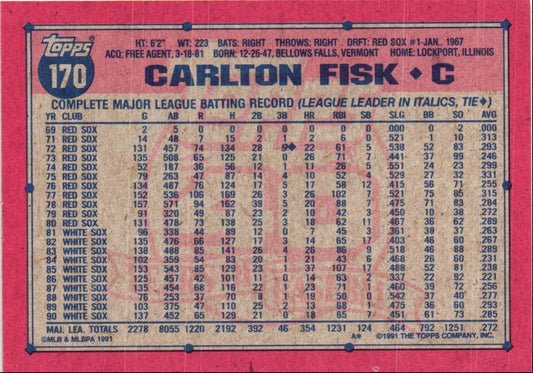 topps
170
HT: 6'2" WT: 223 BATS: RIGHT THROWS: RIGHT DRFT: RED SOX #1-JAN., 1967
ACQ: FREE AGENT, 3-18-81 BORN: 12-26-47, BELLOWS FALLS, VERMONT HOME: LOCKPORT, ILLINOIS
CARLTON FISK ♦ C
COMPLETE MAJOR LEAGUE BATTING RECORD (LEAGUE LEADER IN ITALICS, TIE♦)
YR CLUB G AB R H 2B 3B HR RBI SB SLG BB SO AVG
69 RED SOX 2 5 0 0 0 0 0 0 0 .000 0 2 .000
71 RED SOX 14 48 7 15 2 1 2 6 0 .521 1 10 .313
72 RED SOX 131 457 74 134 28 9♦ 22 61 5 .538 52 83 .293
73 RED SOX 135 508 65 125 21 0 26 71 7 .441 37 99 .246
74 RED SOX 52 187 36 56 12 1 11 26 5 .551 24 23 .299
75 RED SOX 79 263 47 87 14 4 10 52 4 .529 27 32 .331
76 RED SOX 134 487 76 124 17 5 17 58 12 .415 56 71 .255
77 RED SOX 152 536 106 169 26 3 26 102 7 .521 75 85 .315
78 RED SOX 157 571 94 162 39 5 20 88 7 .475 71 83 .284
79 RED SOX 91 320 49 87 23 2 10 42 3 .450 10 38 .272
80 RED SOX 131 478 73 138 25 3 18 62 11 .467 36 62 .289
81 WHITE SOX 96 338 44 89 12 0 7 45 3 .361 38 37 .263
82 WHITE SOX 135 476 66 127 17 3 14 65 17 .403 46 60 .267
83 WHITE SOX 138 488 85 141 26 4 26 86 9 .518 46 88 .289
84 WHITE SOX 102 359 54 83 20 1 21 43 6 .468 26 60 .231
85 WHITE SOX 153 543 85 129 23 1 37 107 17 .488 52 81 .238
86 WHITE SOX 125 457 42 101 11 0 14 63 2 .337 22 92 .221
87 WHITE SOX 135 454 68 116 22 1 23 71 1 .460 39 72 .256
88 WHITE SOX 76 253 37 70 8 1 19 50 0 .542 37 40 .277
89 WHITE SOX 103 375 47 110 25 2 13 68 1 .475 36 60 .293
90 WHITE SOX 137 452 65 129 21 0 18 65 7 .451 61 73 .285
MAJ. LEA. TOTALS 2278 8055 1220 2192 392 46 354 1231 124 .464 792 1251 .272
©MLB & MLBPA 1991 A* ©1991 THE TOPPS COMPANY, INC.